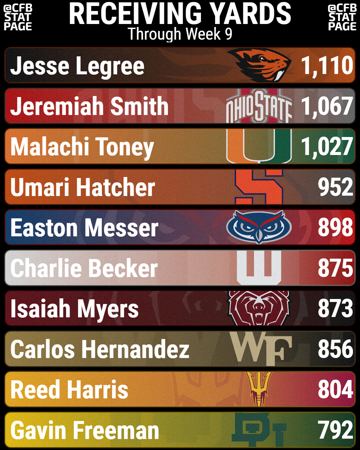 @CFB
STAT
PAGE
RECEIVING YARDS
Through Week 9
@CFB
STAT
PAGE
Jesse Legree 1,110
Jeremiah Smith OHIO STATE 1,067
Malachi Toney U 1,027
Umari Hatcher S 952
Easton Messer 898
Charlie Becker 875
Isaiah Myers 873
Carlos Hernandez WF 856
Reed Harris 804
Gavin Freeman 792